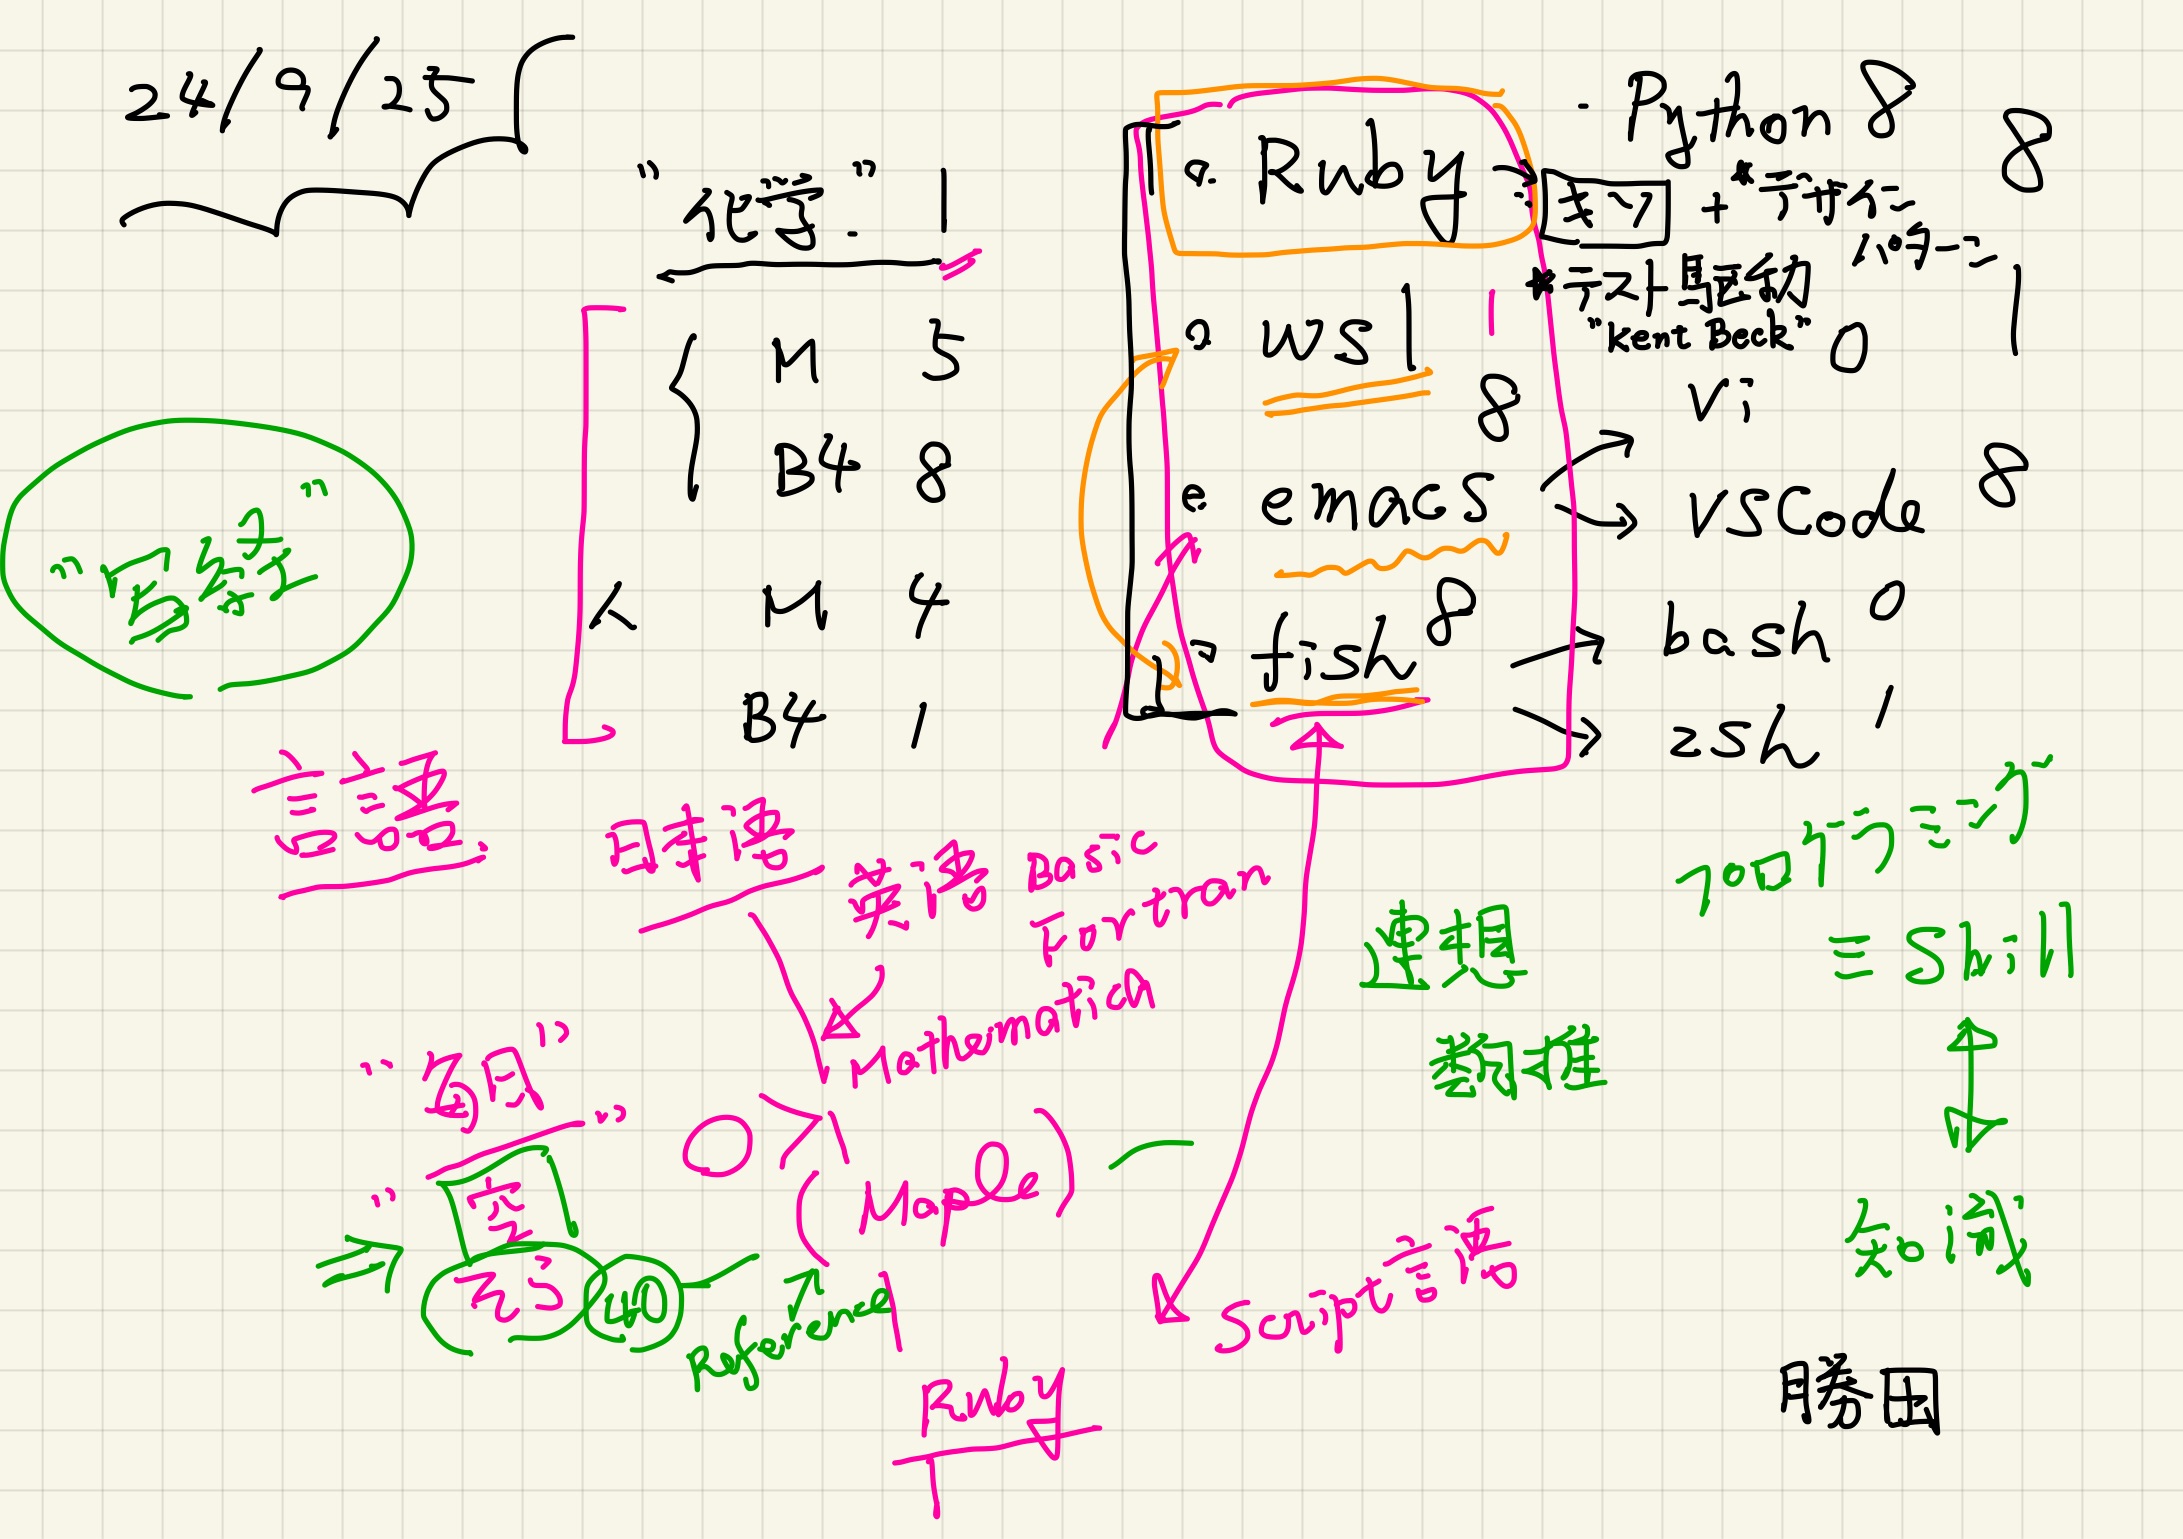 24/9/25
"化学" 1
M 5
B4 8
人 M 4
B4 1
"写経"
Ruby → キソ + *デザイン
パターン
Python 8 8
*テスト駆動
"Kent Beck" 0 1
wsl 1
8 vi
emacs VSCode 8
fish 8 bash 0
zsh 1
言語
日本語
英語 Basic
Fortran
Mathematica
(Maple)
"毎日"
"空
40
Reference
Ruby
Script言語
プログラミング
≡ Skill
知識
連想
類推
勝田